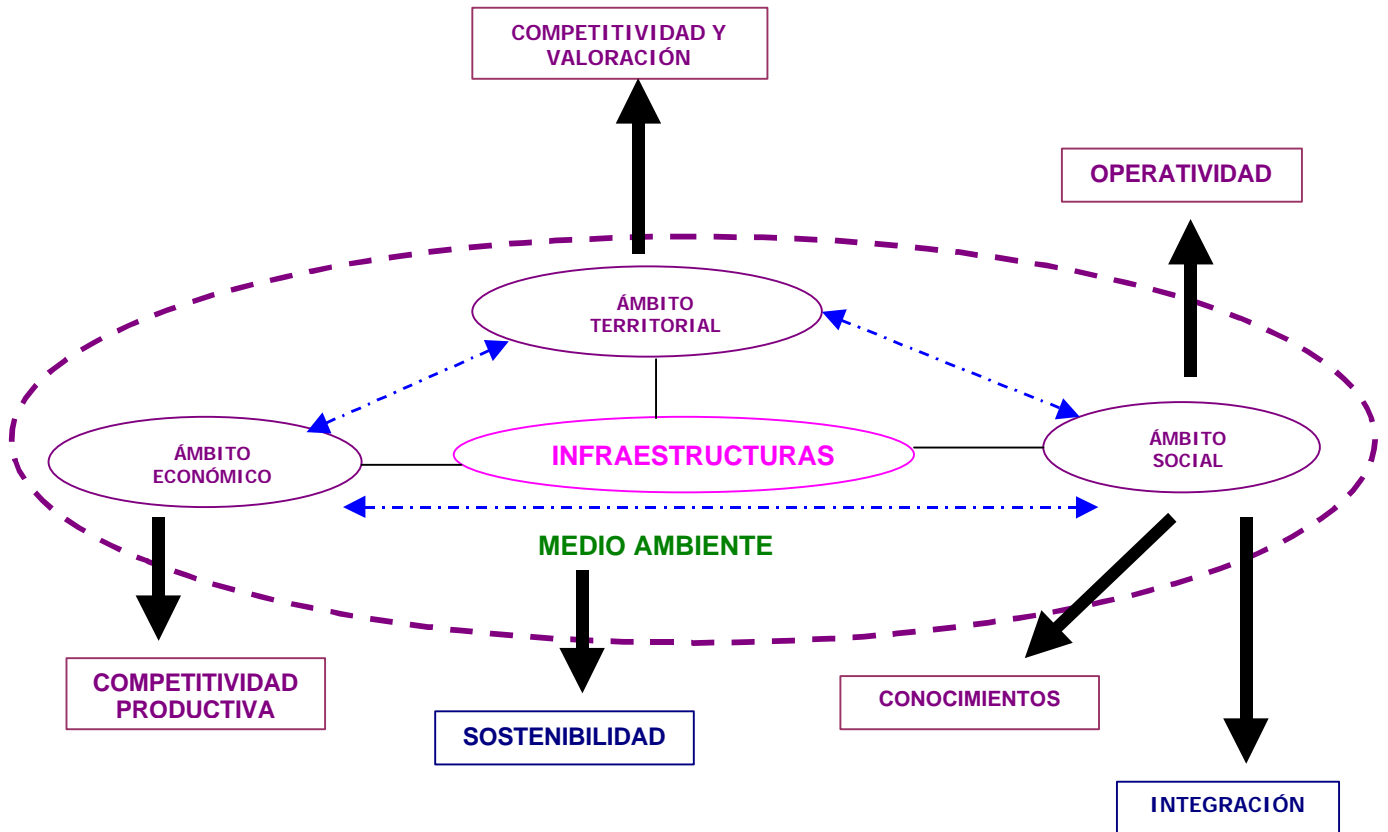 COMPETITIVIDAD Y
VALORACIÓN
OPERATIVIDAD
ÁMBITO
TERRITORIAL
ÁMBITO
ECONÓMICO
INFRAESTRUCTURAS
ÁMBITO
SOCIAL
MEDIO AMBIENTE
COMPETITIVIDAD
PRODUCTIVA
SOSTENIBILIDAD
CONOCIMIENTOS
INTEGRACIÓN